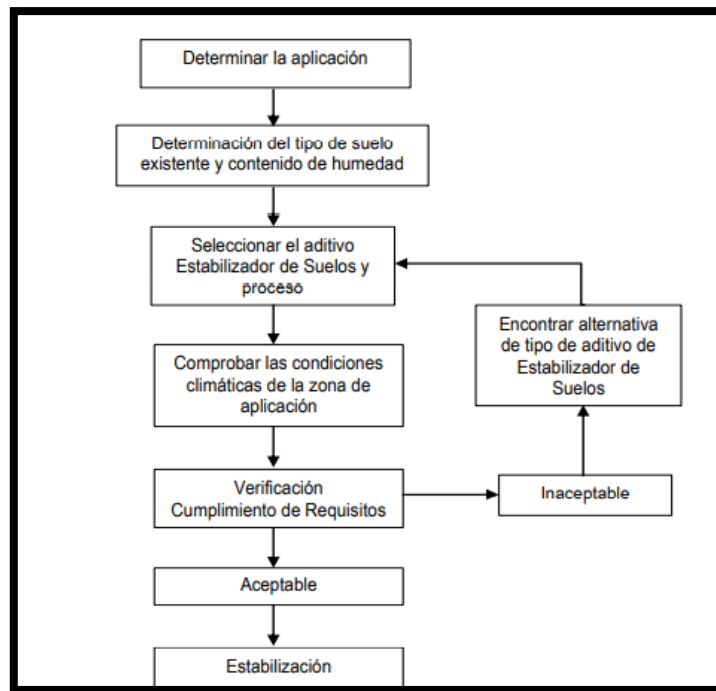 Determinar la aplicación
Determinación del tipo de suelo
existente y contenido de humedad
Seleccionar el aditivo
Estabilizador de Suelos y
proceso
Encontrar alternativa
de tipo de aditivo de
Estabilizador de
Suelos
Comprobar las condiciones
climáticas de la zona de
aplicación
Verificación
Cumplimiento de Requisitos
Inaceptable
Aceptable
Estabilización